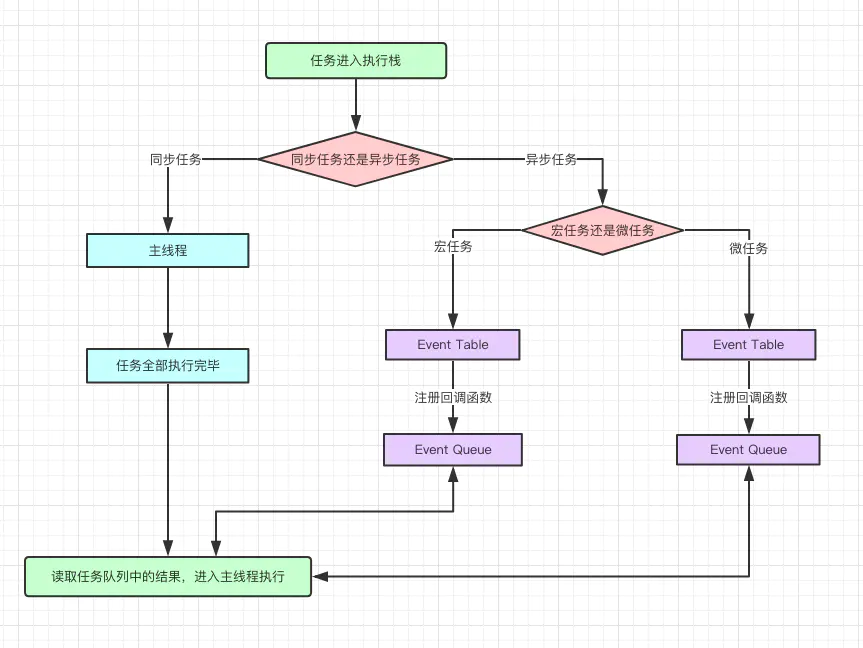 任务进入执行栈
同步任务
同步任务还是异步任务
异步任务
宏任务还是微任务
宏任务
微任务
主线程
Event Table
Event Table
任务全部执行完毕
注册回调函数
注册回调函数
Event Queue
Event Queue
读取任务队列中的结果，进入主线程执行